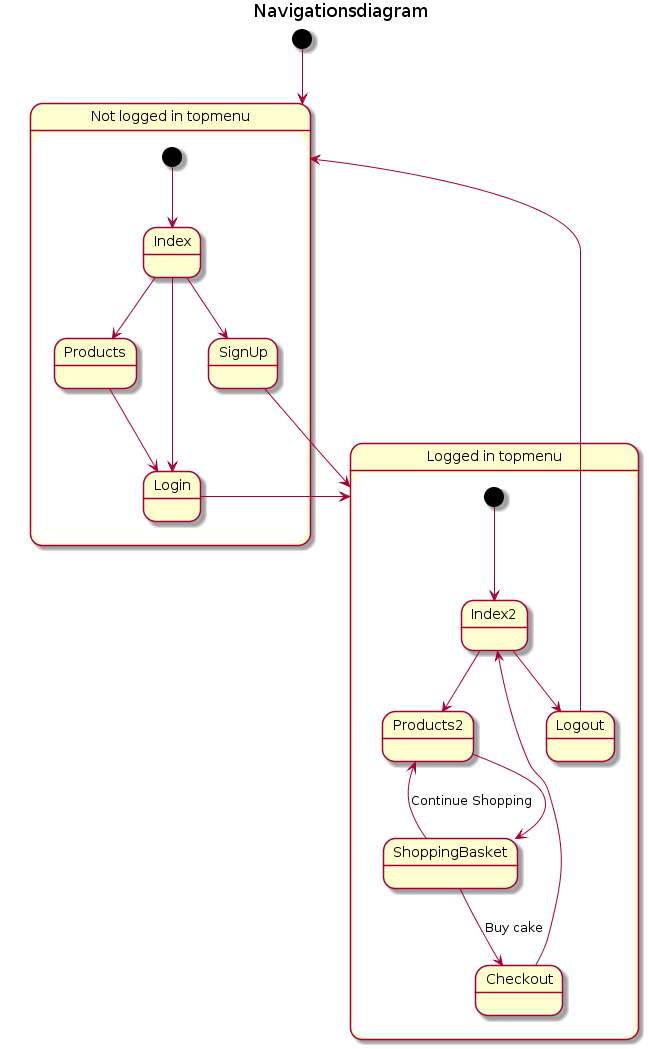 Navigationsdiagram
Not logged in topmenu
Index
Products
SignUp
Login
Logged in topmenu
Index2
Products2
Logout
Continue Shopping
ShoppingBasket
Buy cake
Checkout